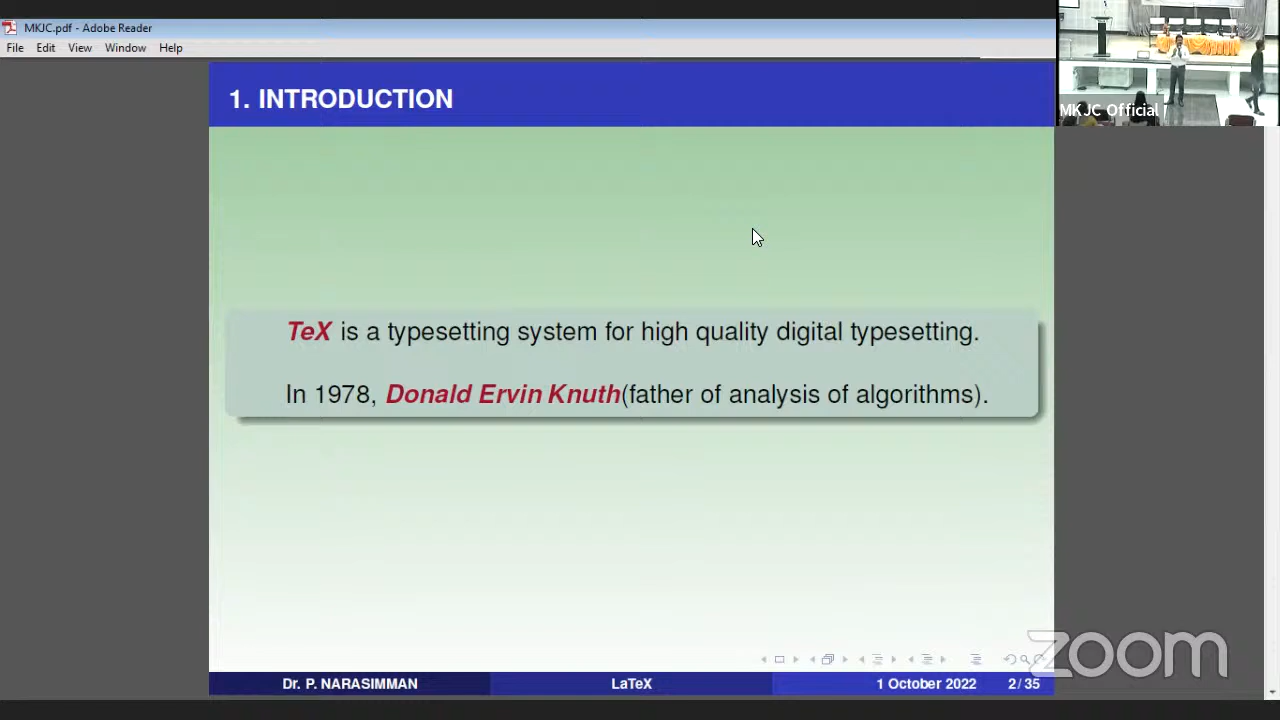 MKJC.pdf - Adobe Reader
File Edit View Window Help
MKJC Official
1. INTRODUCTION
TeX is a typesetting system for high quality digital typesetting.
In 1978, Donald Ervin Knuth(father of analysis of algorithms).
zoom
Dr. P. NARASIMMAN LaTeX 1 October 2022 2 / 35